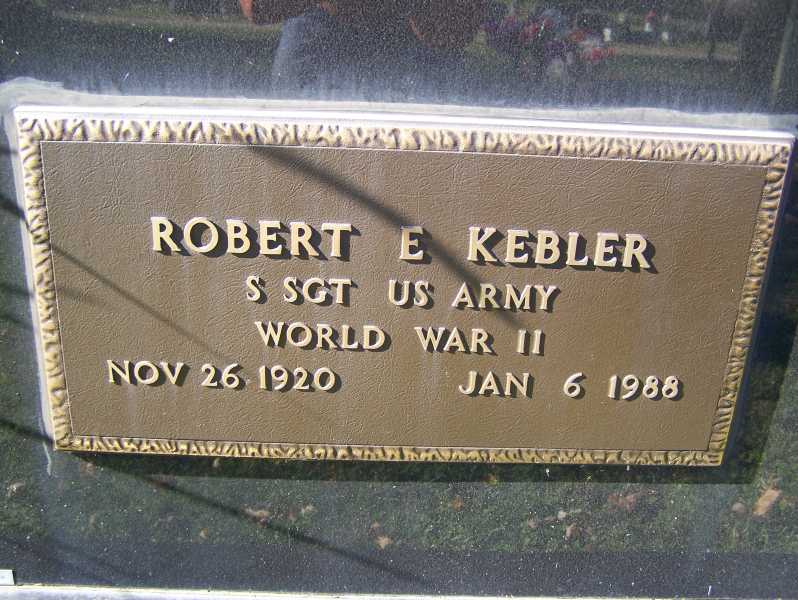 ROBERT E KEBLER
S SGT US ARMY
WORLD WAR II
NOV 26 1920 JAN 6 1988